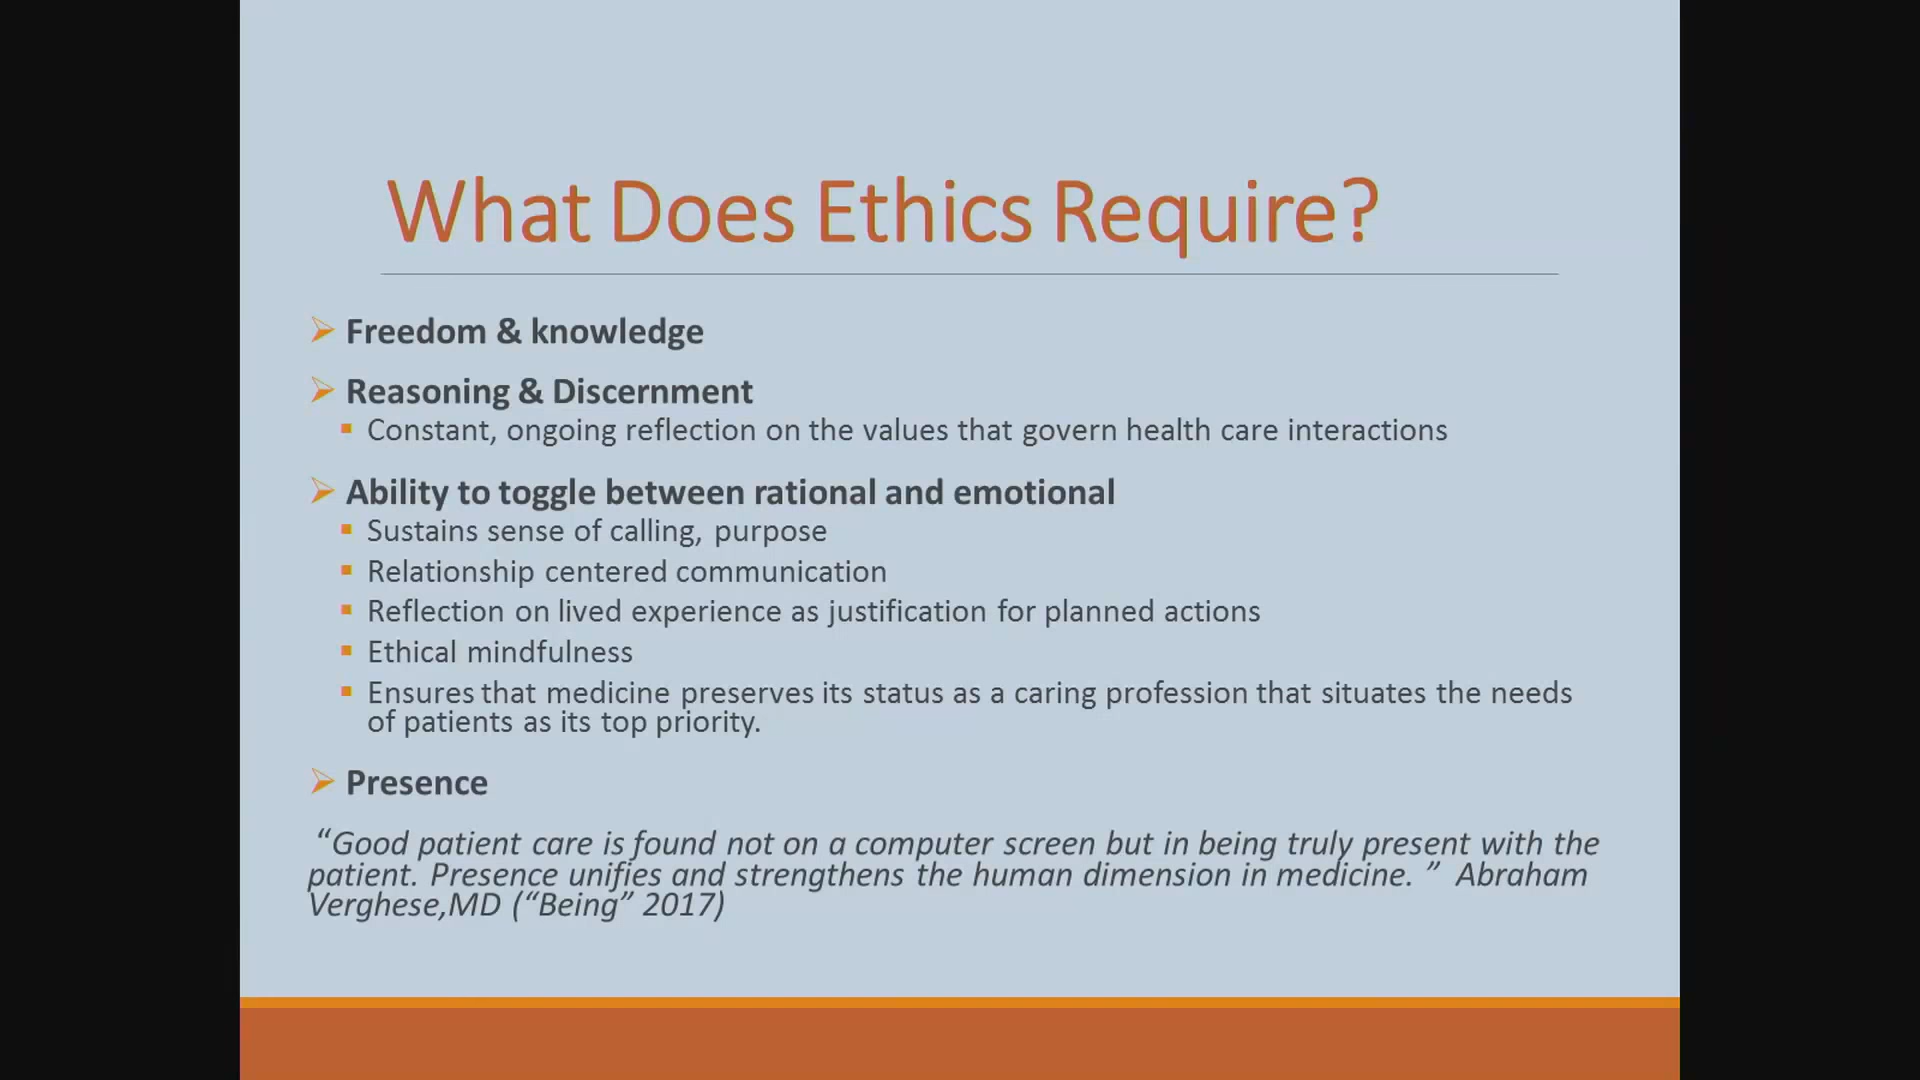 What Does Ethics Require?
Freedom & knowledge
Reasoning & Discernment
Constant, ongoing reflection on the values that govern health care interactions
Ability to toggle between rational and emotional
Sustains sense of calling, purpose
Relationship centered communication
Reflection on lived experience as justification for planned actions
Ethical mindfulness
Ensures that medicine preserves its status as a caring profession that situates the needs
of patients as its top priority.
Presence
“Good patient care is found not on a computer screen but in being truly present with the
patient. Presence unifies and strengthens the human dimension in medicine. ” Abraham
Verghese,MD (“Being” 2017)